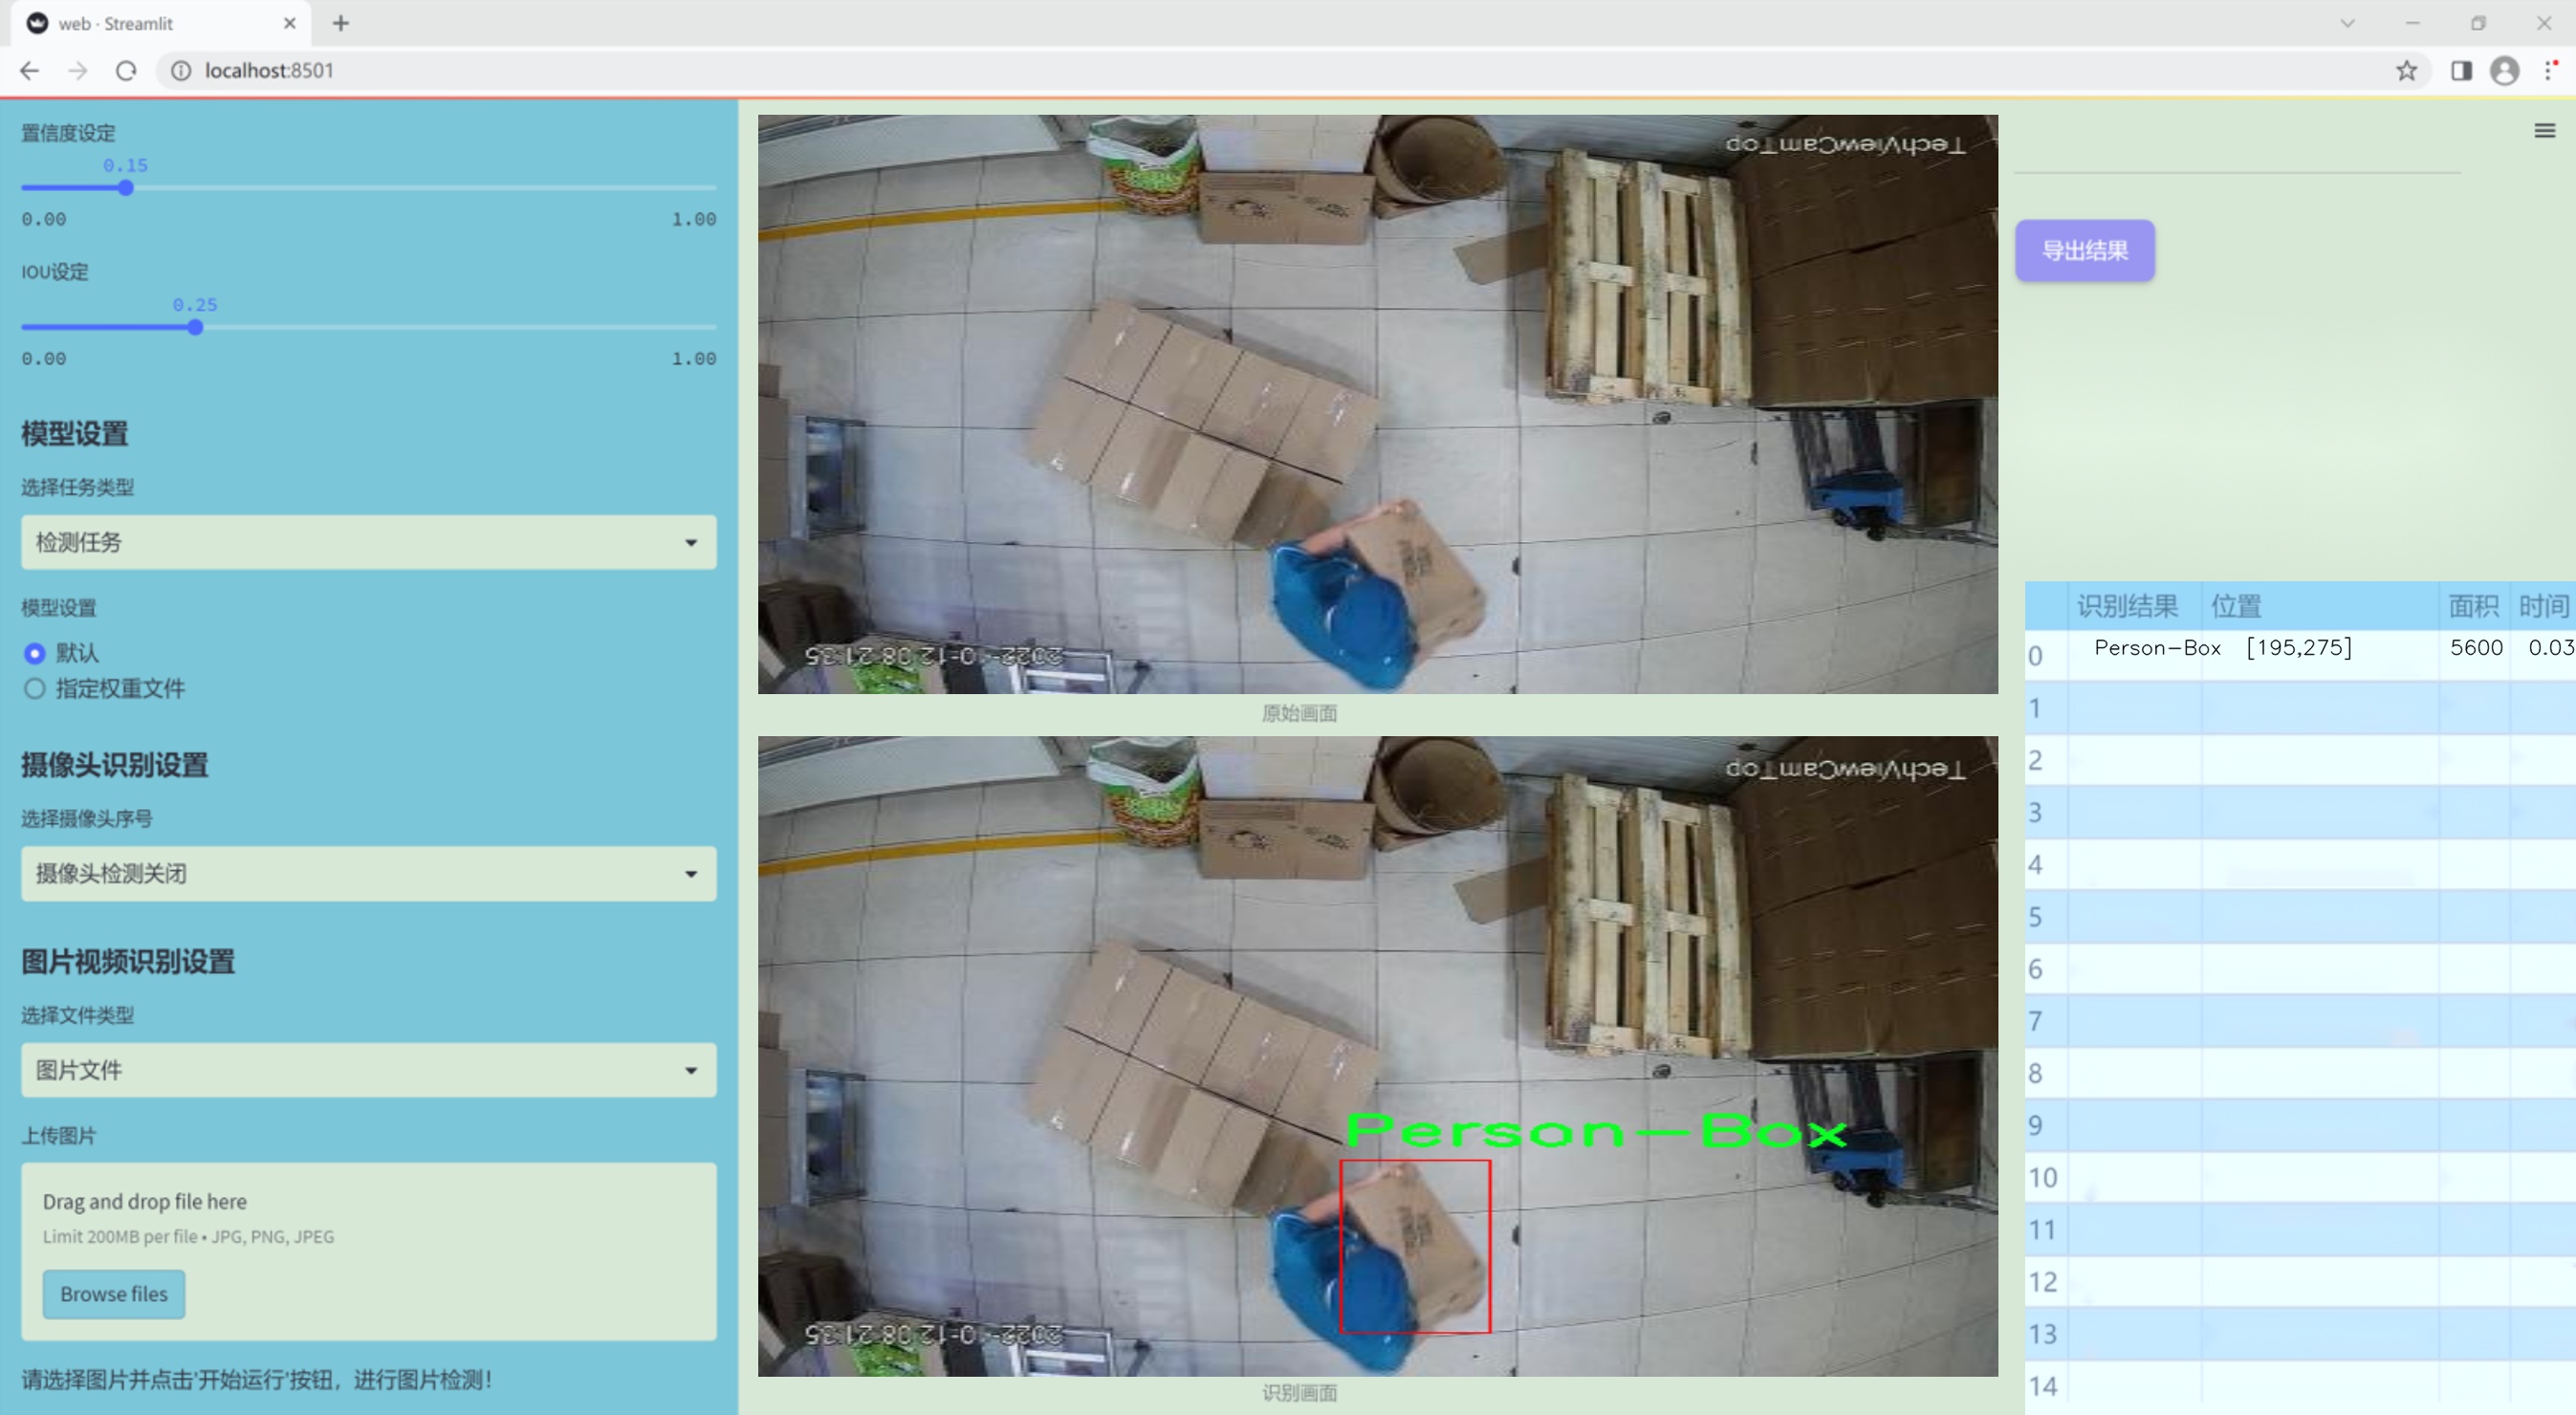 web · Streamlit
localhost:8501
置信度设定
0.15
0.00 1.00
IOU设定
0.25
0.00 1.00
模型设置
选择任务类型
检测任务
模型设置
默认
指定权重文件
摄像头识别设置
选择摄像头序号
摄像头检测关闭
图片视频识别设置
选择文件类型
图片文件
上传图片
Drag and drop file here
Limit 200MB per file • JPG, PNG, JPEG
Browse files
请选择图片并点击'开始运行'按钮，进行图片检测！
TechViewCamTop
原始画面
TechViewCamTop
Person-Box
识别画面
导出结果
识别结果 位置 面积 时间
0 Person-Box [195,275] 5600 0.03
1
2
3
4
5
6
7
8
9
10
11
12
13
14